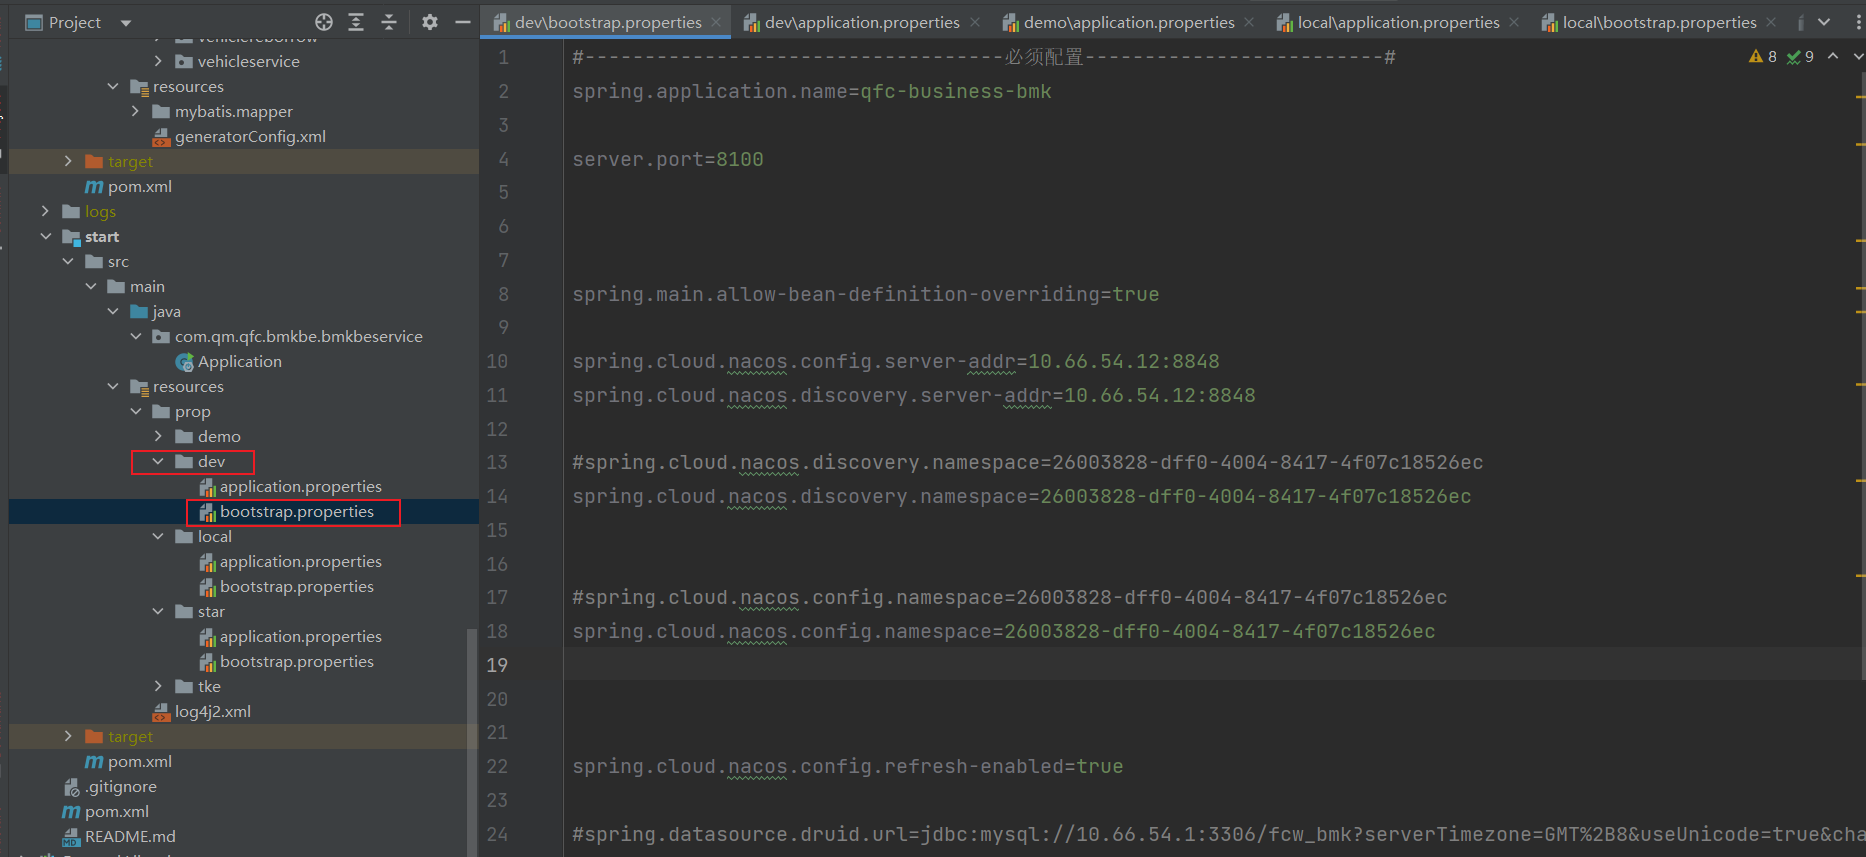 Project
vehiclereborrow
vehicleservice
resources
mybatis.mapper
generatorConfig.xml
target
pom.xml
logs
start
src
main
java
com.qm.qfc.bmkbe.bmkbeservice
Application
resources
prop
demo
dev
application.properties
bootstrap.properties
local
application.properties
bootstrap.properties
star
application.properties
bootstrap.properties
tke
log4j2.xml
target
pom.xml
.gitignore
pom.xml
README.md
dev\bootstrap.properties
dev\application.properties
demo\application.properties
local\application.properties
local\bootstrap.properties
8 9
1 #-----------------------------------必须配置-------------------------#
2 spring.application.name=qfc-business-bmk
3
4 server.port=8100
5
6
7
8 spring.main.allow-bean-definition-overriding=true
9
10 spring.cloud.nacos.config.server-addr=10.66.54.12:8848
11 spring.cloud.nacos.discovery.server-addr=10.66.54.12:8848
12
13 #spring.cloud.nacos.discovery.namespace=26003828-dff0-4004-8417-4f07c18526ec
14 spring.cloud.nacos.discovery.namespace=26003828-dff0-4004-8417-4f07c18526ec
15
16
17 #spring.cloud.nacos.config.namespace=26003828-dff0-4004-8417-4f07c18526ec
18 spring.cloud.nacos.config.namespace=26003828-dff0-4004-8417-4f07c18526ec
19
20
21
22 spring.cloud.nacos.config.refresh-enabled=true
23
24 #spring.datasource.druid.url=jdbc:mysql://10.66.54.1:3306/fcw_bmk?serverTimezone=GMT%2B8&useUnicode=true&cha